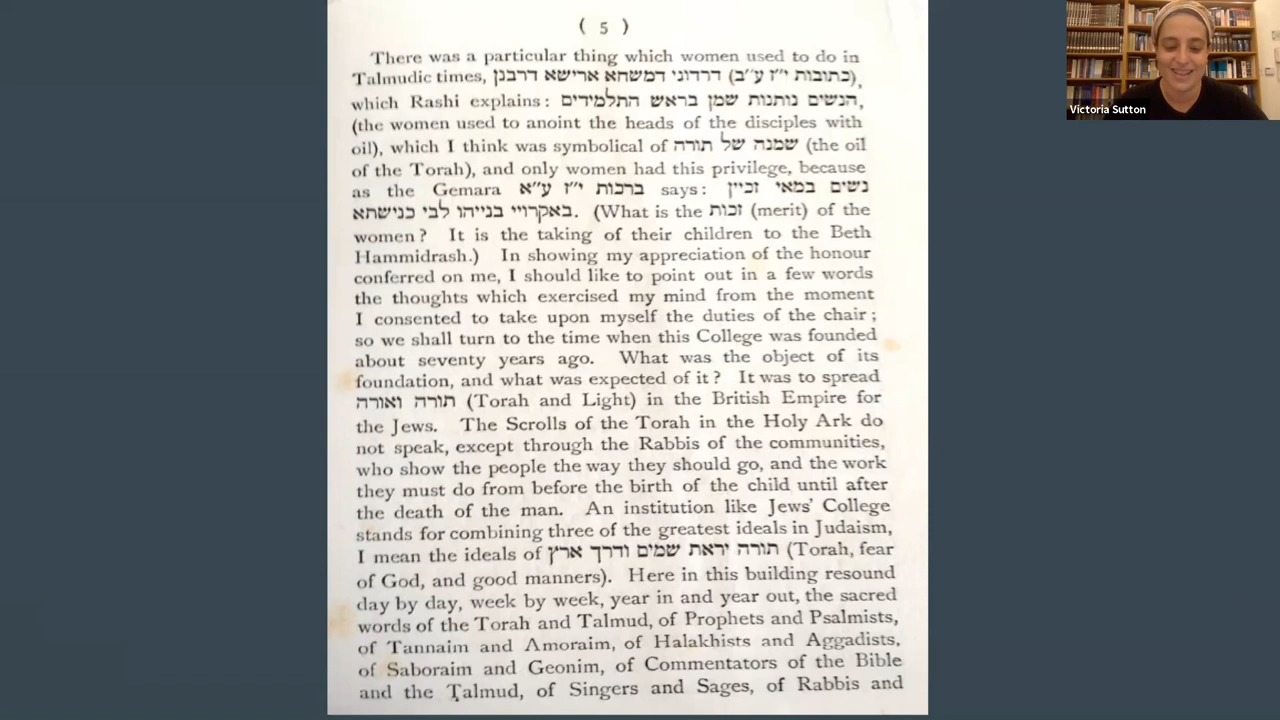 ( 5 )
There was a particular thing which women used to do in
Talmudic times, דרדוגי דמשחא ארישא דרבנן (כתובות י״ז ע״ב),
which Rashi explains: הנשים נותנות שמן בראש התלמידים,
(the women used to anoint the heads of the disciples with
oil), which I think was symbolical of שמנה של תורה (the oil
of the Torah), and only women had this privilege, because
as the Gemara ברכות י״ז ע״א says: נשים במאי זכיין
באקרויי בנייהו לבי כנישתא. (What is the זכות (merit) of the
women? It is the taking of their children to the Beth
Hammidrash.) In showing my appreciation of the honour
conferred on me, I should like to point out in a few words
the thoughts which exercised my mind from the moment
I consented to take upon myself the duties of the chair;
so we shall turn to the time when this College was founded
about seventy years ago. What was the object of its
foundation, and what was expected of it? It was to spread
תורה ואורה (Torah and Light) in the British Empire for
the Jews. The Scrolls of the Torah in the Holy Ark do
not speak, except through the Rabbis of the communities,
who show the people the way they should go, and the work
they must do from before the birth of the child until after
the death of the man. An institution like Jews' College
stands for combining three of the greatest ideals in Judaism,
I mean the ideals of תורה יראת שמים ודרך ארץ (Torah, fear
of God, and good manners). Here in this building resound
day by day, week by week, year in and year out, the sacred
words of the Torah and Talmud, of Prophets and Psalmists,
of Tannaim and Amoraim, of Halakhists and Aggadists,
of Saboraim and Geonim, of Commentators of the Bible
and the Talmud, of Singers and Sages, of Rabbis and
Victoria Sutton